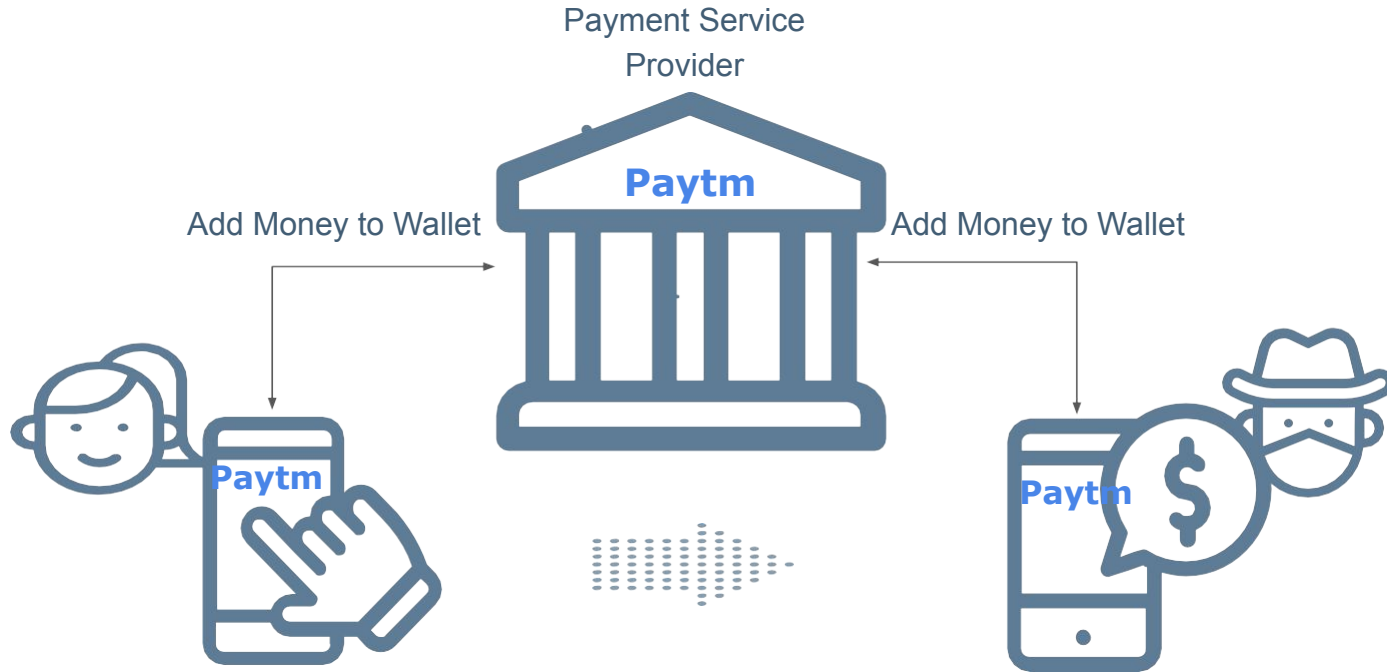 Payment Service
Provider
Paytm
Add Money to Wallet
Add Money to Wallet
Paytm
Paytm
$